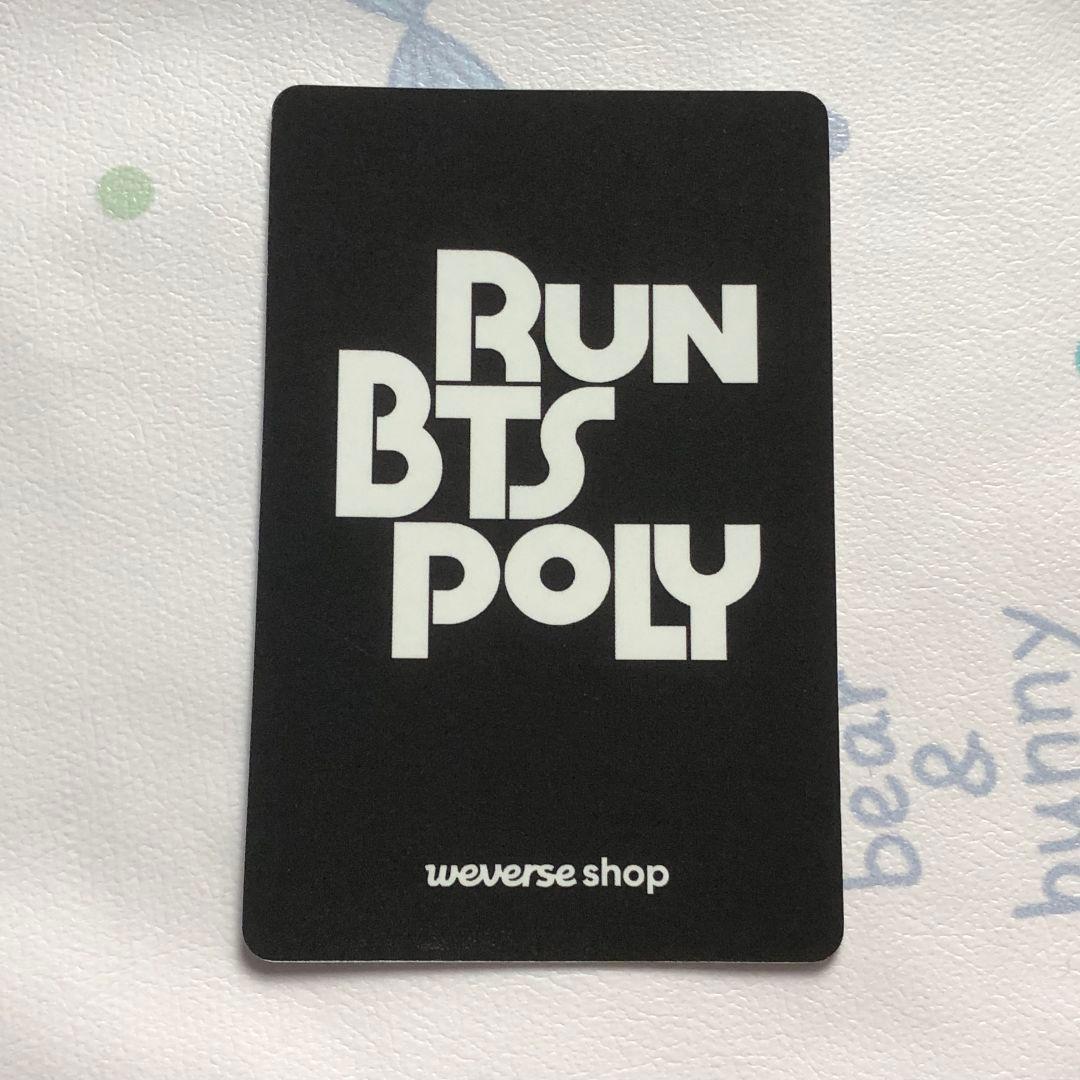 RUN
BTS
POLY
weverse shop
bear
&
bunny